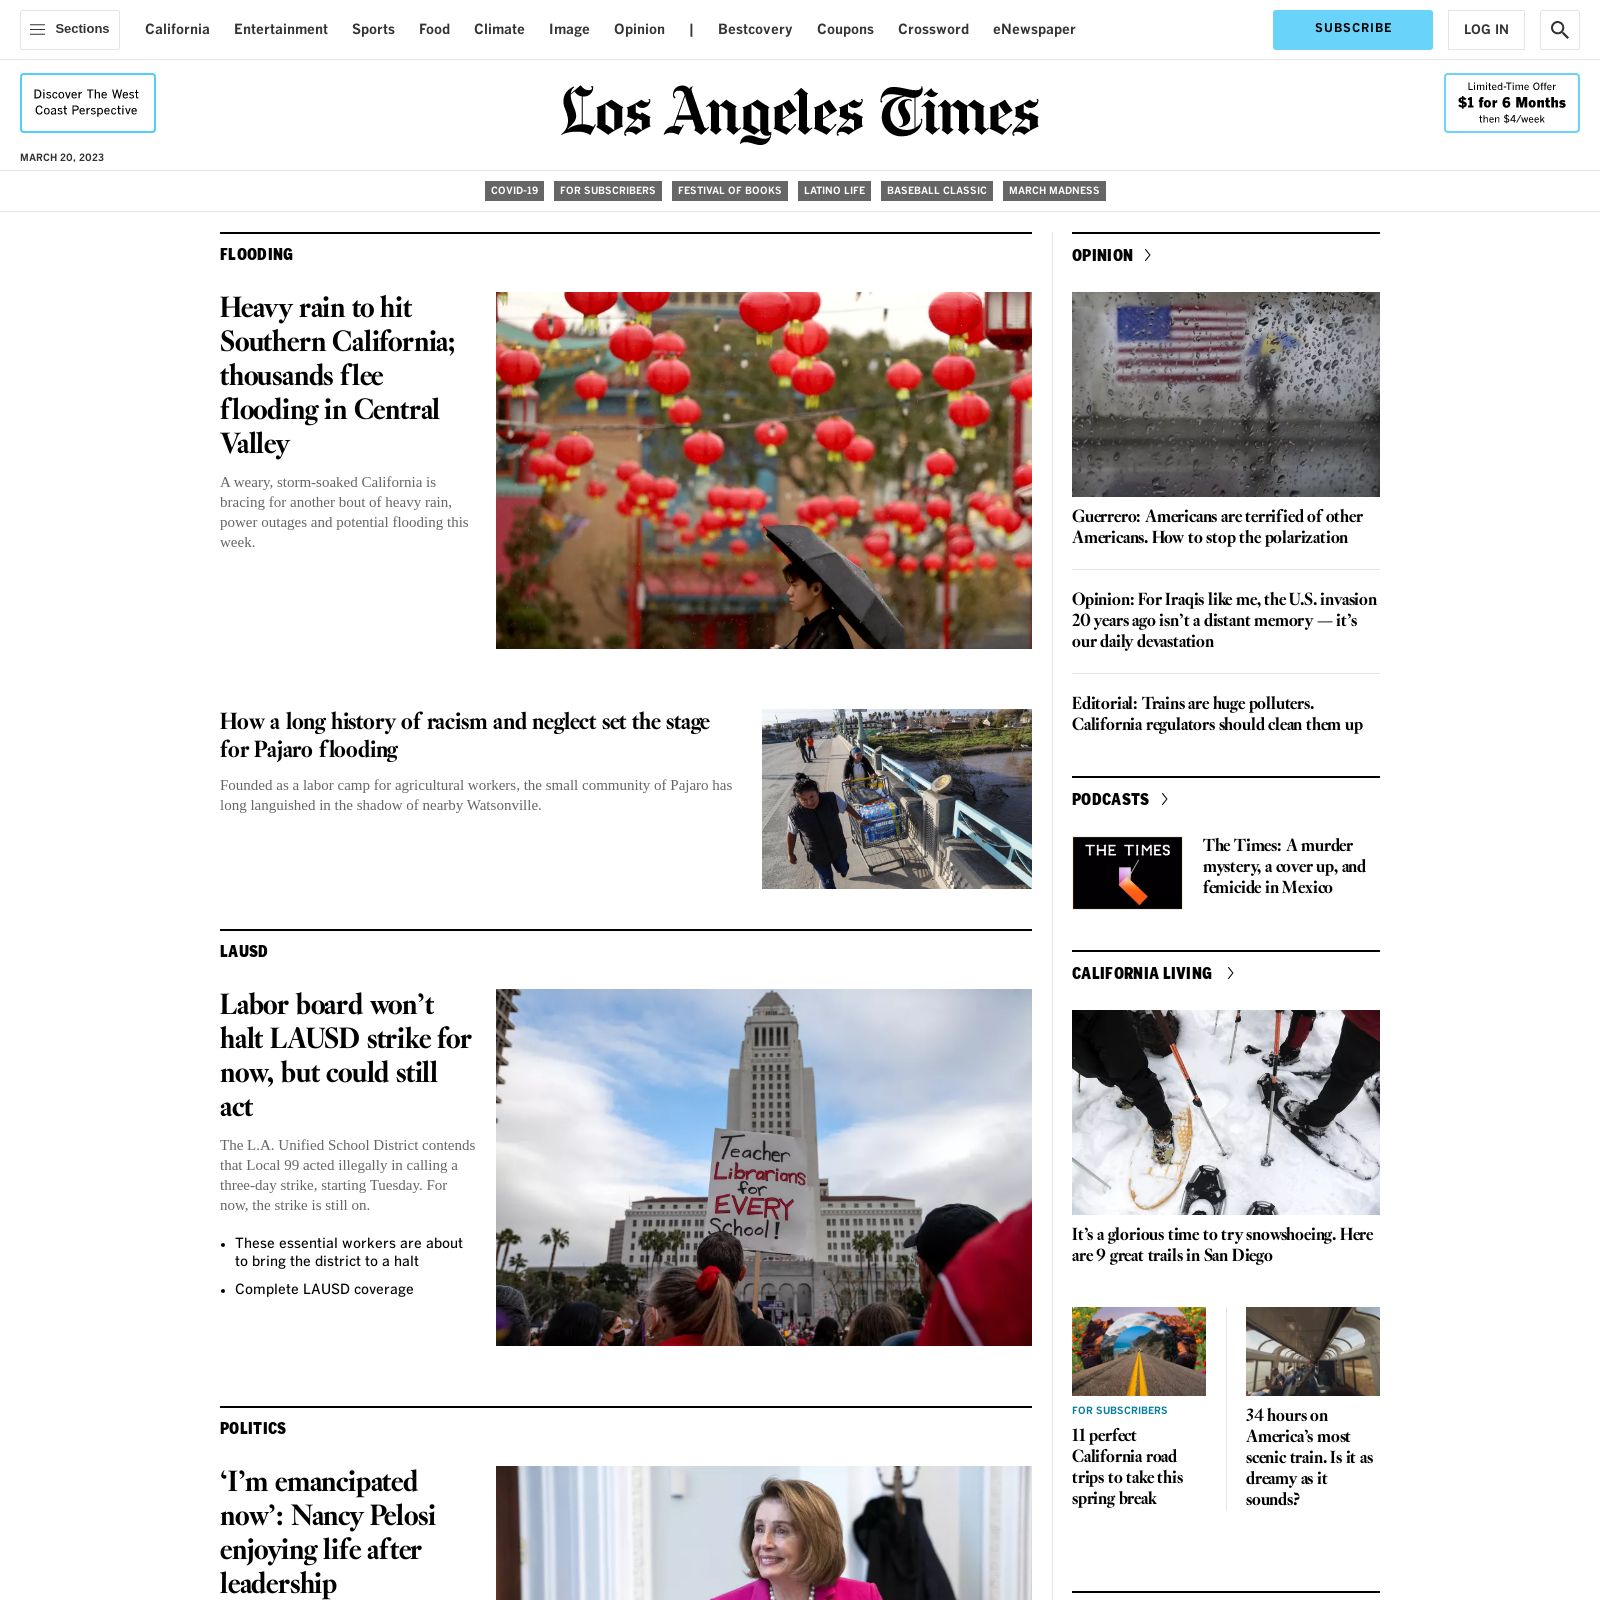 Sections
California
Entertainment
Sports
Food
Climate
Image
Opinion
|
Bestcovery
Coupons
Crossword
eNewspaper
SUBSCRIBE
LOG IN
Discover The West
Coast Perspective
Los Angeles Times
Limited-Time Offer
$1 for 6 Months
then $4/week
MARCH 20, 2023
COVID-19
FOR SUBSCRIBERS
FESTIVAL OF BOOKS
LATINO LIFE
BASEBALL CLASSIC
MARCH MADNESS
FLOODING
Heavy rain to hit
Southern California;
thousands flee
flooding in Central
Valley
A weary, storm-soaked California is
bracing for another bout of heavy rain,
power outages and potential flooding this
week.
How a long history of racism and neglect set the stage
for Pajaro flooding
Founded as a labor camp for agricultural workers, the small community of Pajaro has
long languished in the shadow of nearby Watsonville.
LAUSD
Labor board won’t
halt LAUSD strike for
now, but could still
act
The L.A. Unified School District contends
that Local 99 acted illegally in calling a
three-day strike, starting Tuesday. For
now, the strike is still on.
• These essential workers are about
to bring the district to a halt
• Complete LAUSD coverage
Teacher
Librarians
for
EVERY
School!
POLITICS
‘I’m emancipated
now’: Nancy Pelosi
enjoying life after
leadership
OPINION
Guerrero: Americans are terrified of other
Americans. How to stop the polarization
Opinion: For Iraqis like me, the U.S. invasion
20 years ago isn’t a distant memory — it’s
our daily devastation
Editorial: Trains are huge polluters.
California regulators should clean them up
PODCASTS
THE TIMES
The Times: A murder
mystery, a cover up, and
femicide in Mexico
CALIFORNIA LIVING
It’s a glorious time to try snowshoeing. Here
are 9 great trails in San Diego
FOR SUBSCRIBERS
11 perfect
California road
trips to take this
spring break
34 hours on
America’s most
scenic train. Is it as
dreamy as it
sounds?